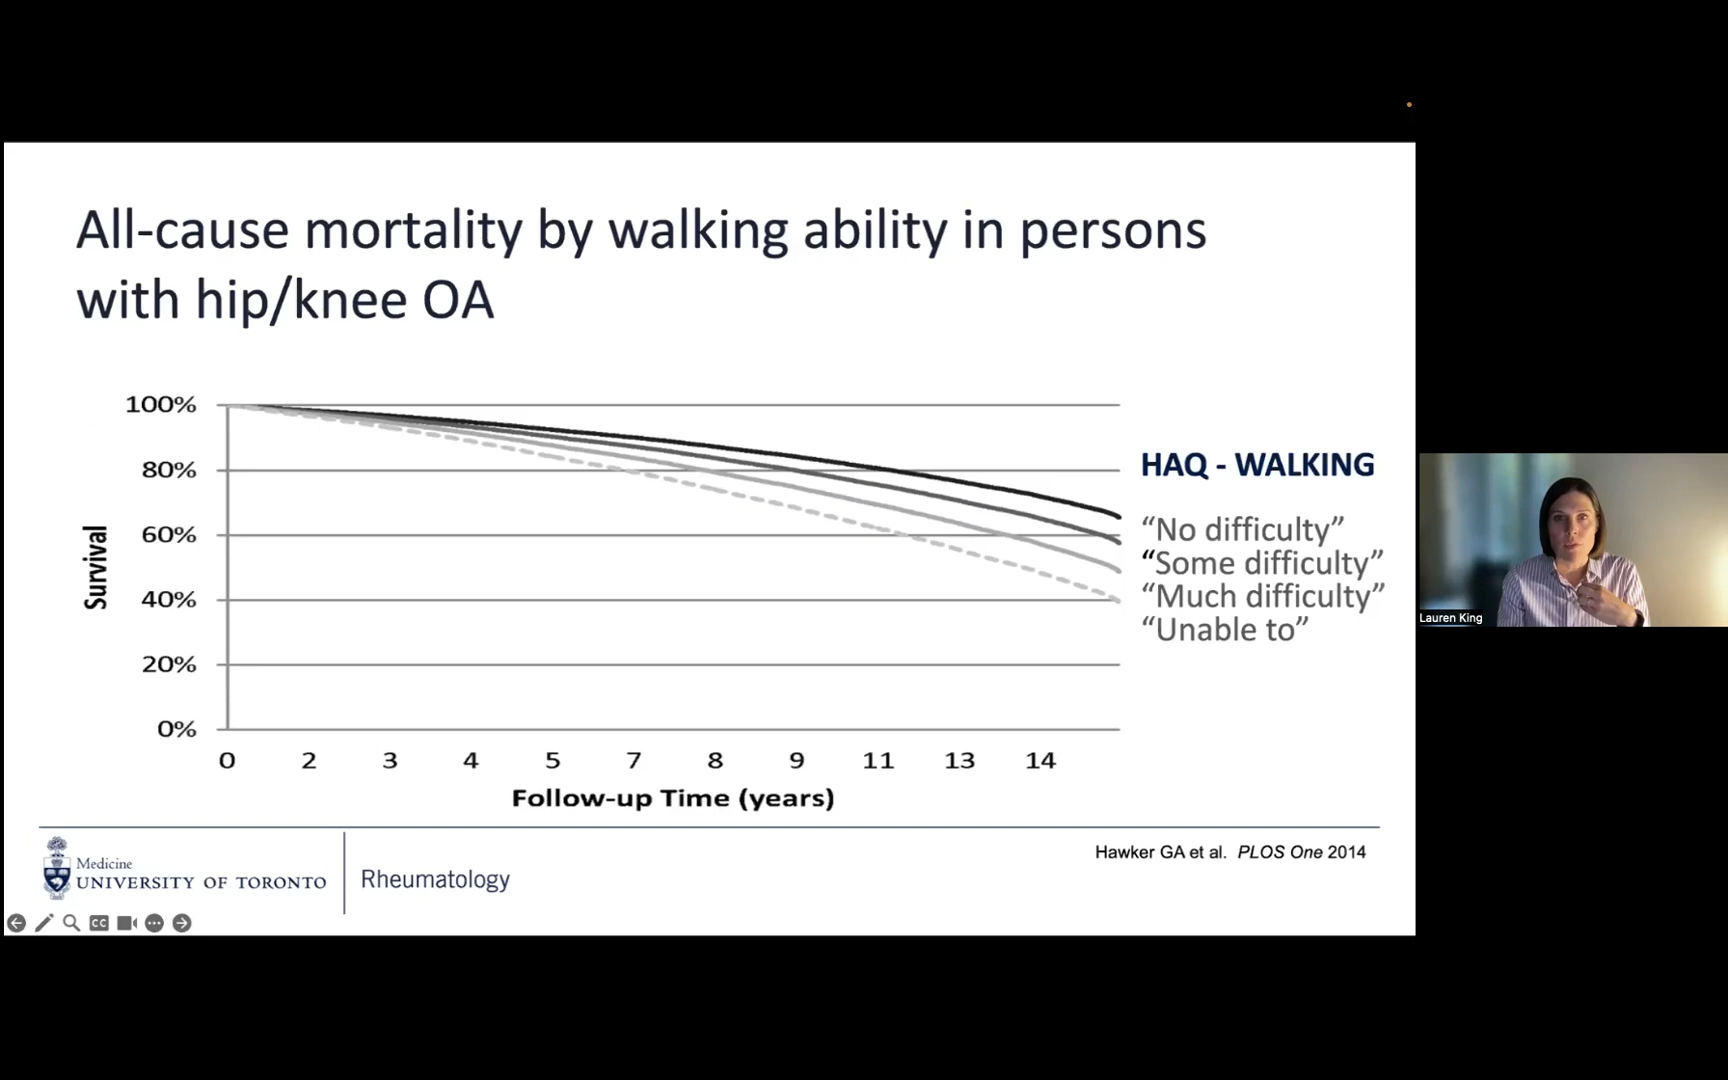 All-cause mortality by walking ability in persons
with hip/knee OA
100%
80%
60%
40%
20%
0%
Survival
0 2 3 4 5 7 8 9 11 13 14
Follow-up Time (years)
HAQ - WALKING
“No difficulty”
“Some difficulty”
“Much difficulty”
“Unable to”
Lauren King
Hawker GA et al. PLOS One 2014
Medicine
UNIVERSITY OF TORONTO
Rheumatology
CC